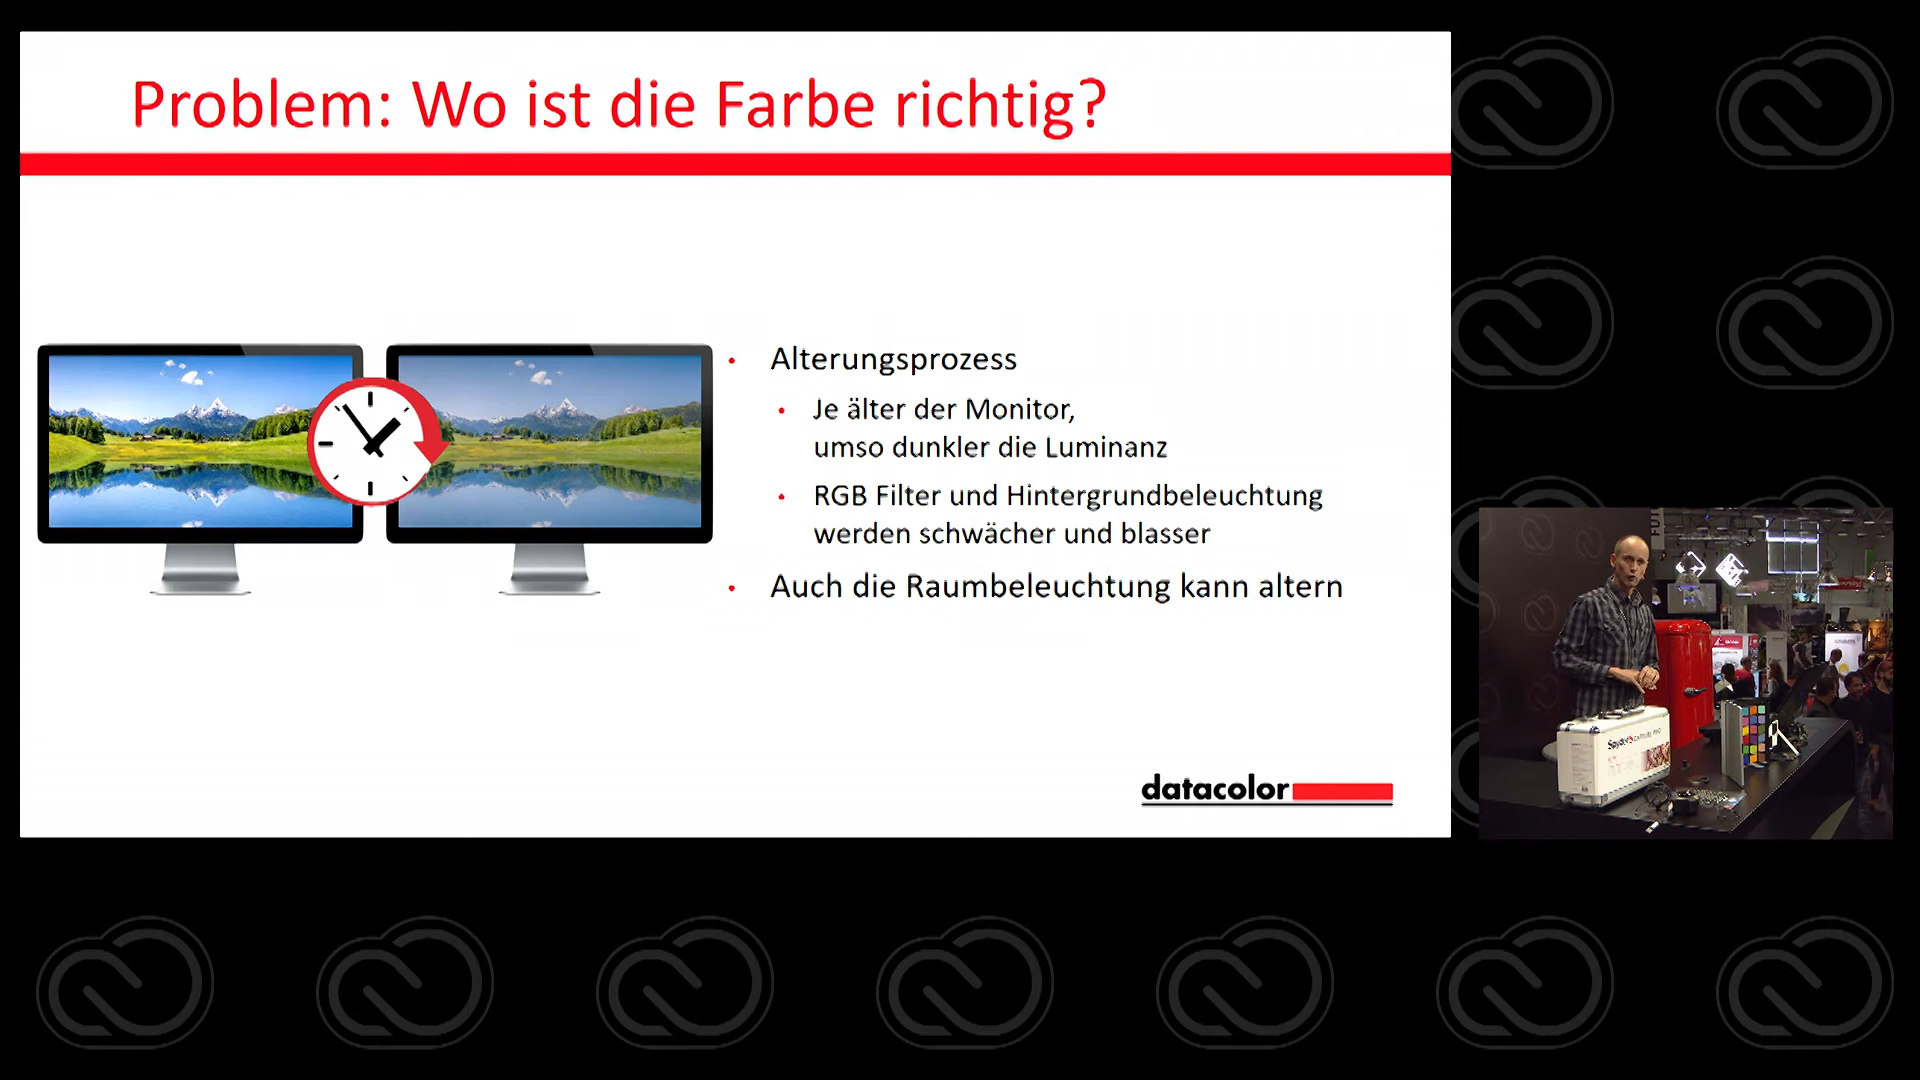 Problem: Wo ist die Farbe richtig?
Alterungsprozess
Je älter der Monitor,
umso dunkler die Luminanz
RGB Filter und Hintergrundbeleuchtung
werden schwächer und blasser
Auch die Raumbeleuchtung kann altern
datacolor